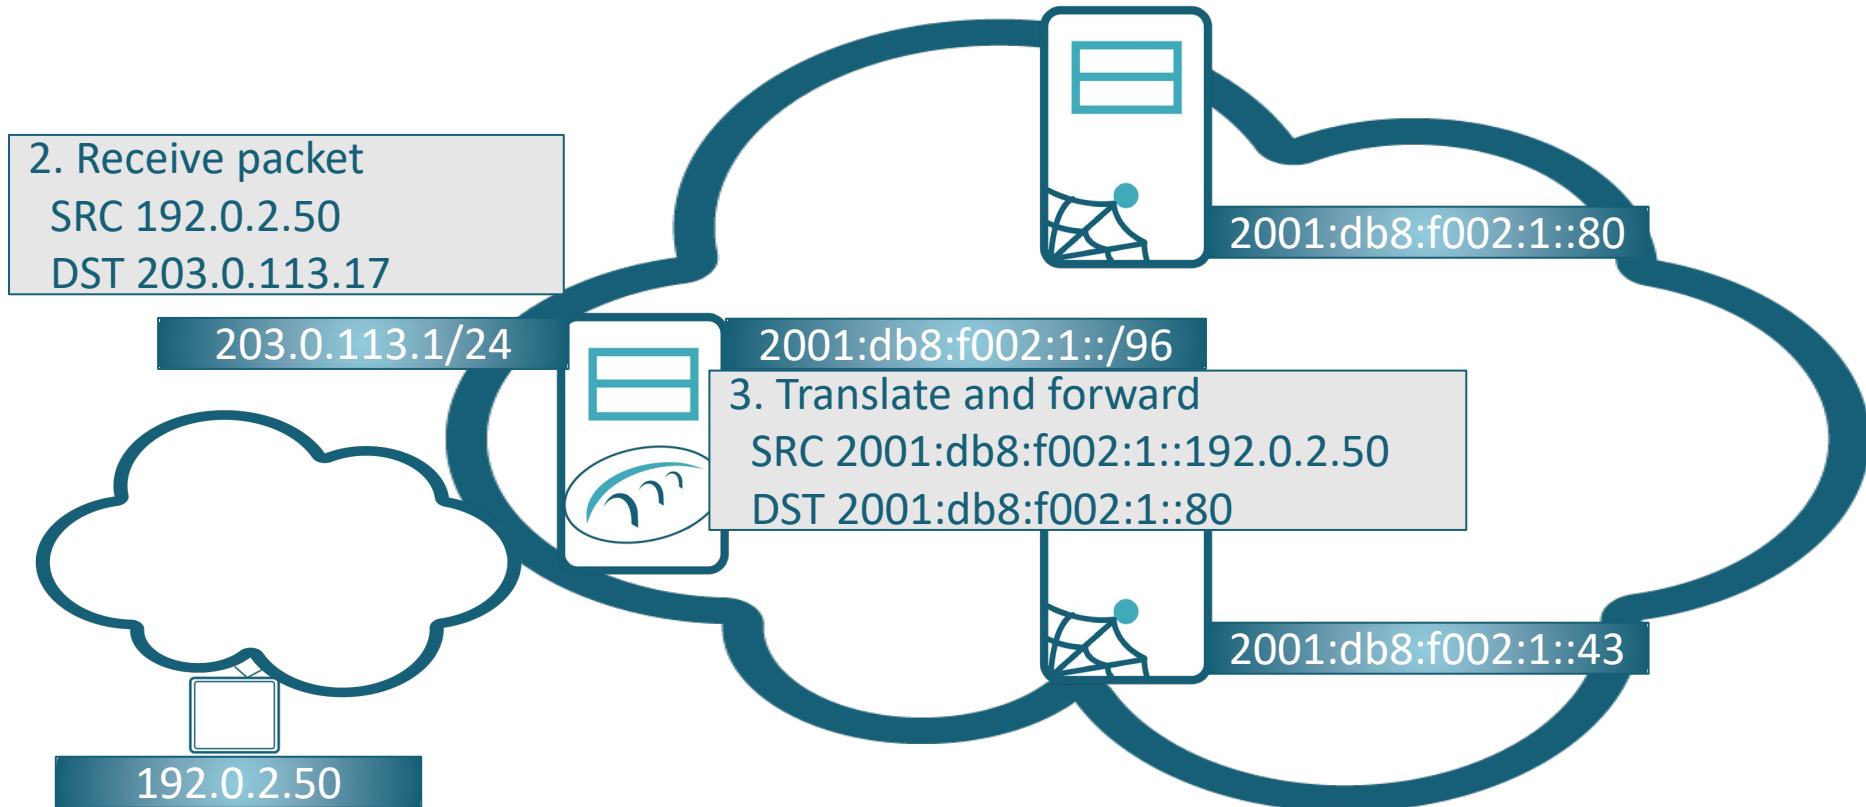 2. Receive packet
SRC 192.0.2.50
DST 203.0.113.17
2001:db8:f002:1::80
203.0.113.1/24
2001:db8:f002:1::/96
3. Translate and forward
SRC 2001:db8:f002:1::192.0.2.50
DST 2001:db8:f002:1::80
2001:db8:f002:1::43
192.0.2.50